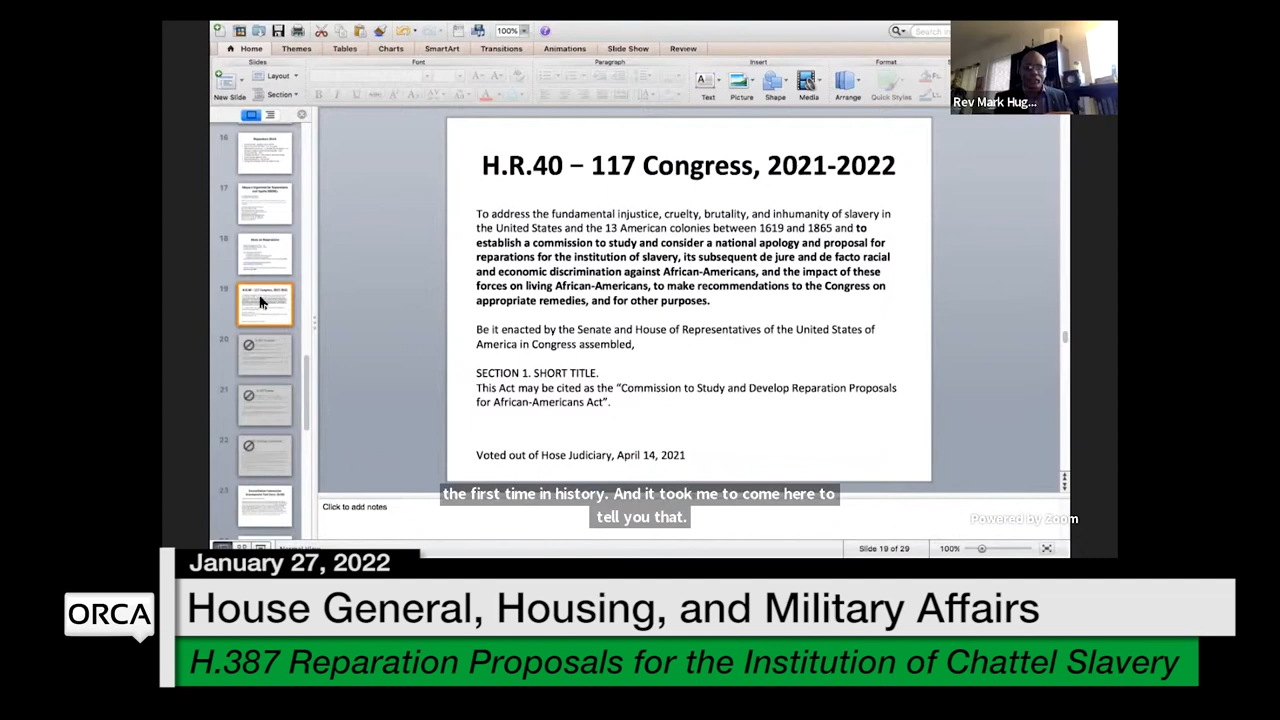 100%
Search in
Home Themes Tables Charts SmartArt Transitions Animations Slide Show Review
Slides Font Paragraph Insert Format
Layout
New Slide Section Text Picture Shape Media Arrange Quick Styles
Rev Mark Hug...
16
17
18
19
20
21
22
23
H.R.40 – 117 Congress, 2021-2022
To address the fundamental injustice, cruelty, brutality, and inhumanity of slavery in
the United States and the 13 American colonies between 1619 and 1865 and to
establish a commission to study and consider a national apology and proposal for
reparations for the institution of slavery, its subsequent de jure and de facto racial
and economic discrimination against African-Americans, and the impact of these
forces on living African-Americans, to make recommendations to the Congress on
appropriate remedies, and for other purposes.
Be it enacted by the Senate and House of Representatives of the United States of
America in Congress assembled,
SECTION 1. SHORT TITLE.
This Act may be cited as the “Commission to Study and Develop Reparation Proposals
for African-Americans Act”.
Voted out of Hose Judiciary, April 14, 2021
the first time in history. And it took me to come here to
tell you that.
Click to add notes
Powered by Zoom
Slide 19 of 29 100%
January 27, 2022
ORCA
House General, Housing, and Military Affairs
H.387 Reparation Proposals for the Institution of Chattel Slavery